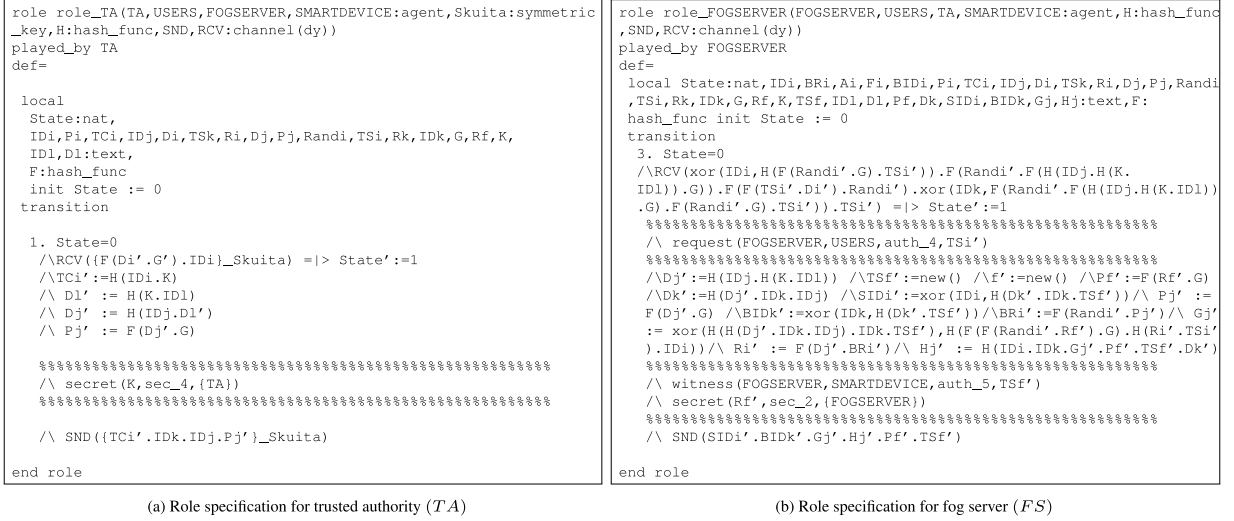 role role_TA(TA,USERS,FOGSERVER,SMARTDEVICE:agent,Skuita:symmetric
_key,H:hash_func,SND,RCV:channel(dy))
played_by TA
def=
local
State:nat,
IDi,Pi,TCi,IDj,Di,TSk,Ri,Dj,Pj,Randi,TSi,Rk,IDk,G,Rf,K,
IDl,Dl:text,
F:hash_func
init State := 0
transition
1. State=0
/\RCV({F(Di'.G').IDi}_Skuita) =|> State':=1
/\TCi':=H(IDi.K)
/\ Dl' := H(K.IDl)
/\ Dj' := H(IDj.Dl')
/\ Pj' := F(Dj'.G)
%%%%%%%%%%%%%%%%%%%%%%%%%%%%%%%%%%%%%%%%%%%%%%%%%%%%%%%%%%
/\ secret(K,sec_4,{TA})
%%%%%%%%%%%%%%%%%%%%%%%%%%%%%%%%%%%%%%%%%%%%%%%%%%%%%%%%%%
/\ SND({TCi'.IDk.IDj.Pj'}_Skuita)
end role
(a) Role specification for trusted authority (TA)
role role_FOGSERVER(FOGSERVER,USERS,TA,SMARTDEVICE:agent,H:hash_func
,SND,RCV:channel(dy))
played_by FOGSERVER
def=
local State:nat,IDi,BRi,Ai,Fi,BIDi,Pi,TCi,IDj,Di,TSk,Ri,Dj,Pj,Randi
,TSi,Rk,IDk,G,Rf,K,TSf,IDl,Dl,Pf,Dk,SIDi,BIDk,Gj,Hj:text,F:
hash_func init State := 0
transition
3. State=0
/\RCV(xor(IDi,H(F(Randi'.G).TSi')).F(Randi'.F(H(IDj.H(K.
IDl)).G)).F(F(TSi'.Di').Randi').xor(IDk,F(Randi'.F(H(IDj.H(K.IDl))
.G).F(Randi'.G).TSi')).TSi') =|> State':=1
%%%%%%%%%%%%%%%%%%%%%%%%%%%%%%%%%%%%%%%%%%%%%%%%%%%%%%%%%%
/\ request(FOGSERVER,USERS,auth_4,TSi')
%%%%%%%%%%%%%%%%%%%%%%%%%%%%%%%%%%%%%%%%%%%%%%%%%%%%%%%%%%
/\Dj':=H(IDj.H(K.IDl)) /\TSf':=new() /\f':=new() /\Pf':=F(Rf'.G)
/\Dk':=H(Dj'.IDk.IDj) /\SIDi':=xor(IDi,H(Dk'.IDk.TSf'))/\ Pj' :=
F(Dj'.G) /\BIDk':=xor(IDk,H(Dk'.TSf'))/\BRi':=F(Randi'.Pj')/\ Gj'
:= xor(H(H(Dj'.IDk.IDj).IDk.TSf'),H(F(F(Randi'.Rf').G).H(Ri'.TSi'
).IDi))/\ Ri' := F(Dj'.BRi')/\ Hj' := H(IDi.IDk.Gj'.Pf'.TSf'.Dk')
%%%%%%%%%%%%%%%%%%%%%%%%%%%%%%%%%%%%%%%%%%%%%%%%%%%%%%%%%%
/\ witness(FOGSERVER,SMARTDEVICE,auth_5,TSf')
/\ secret(Rf',sec_2,{FOGSERVER})
%%%%%%%%%%%%%%%%%%%%%%%%%%%%%%%%%%%%%%%%%%%%%%%%%%%%%%%%%%
/\ SND(SIDi'.BIDk'.Gj'.Hj'.Pf'.TSf')
end role
(b) Role specification for fog server (FS)